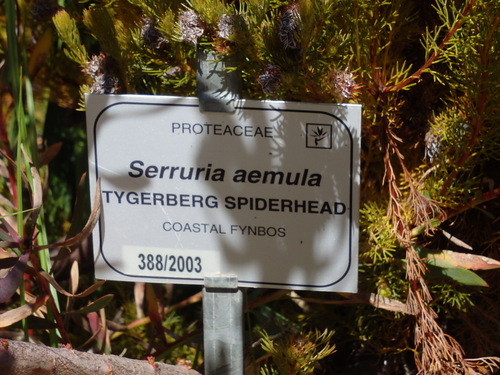 PROTEACEAE
Serruria aemula
TYGERBERG SPIDERHEAD
COASTAL FYNBOS
388/2003